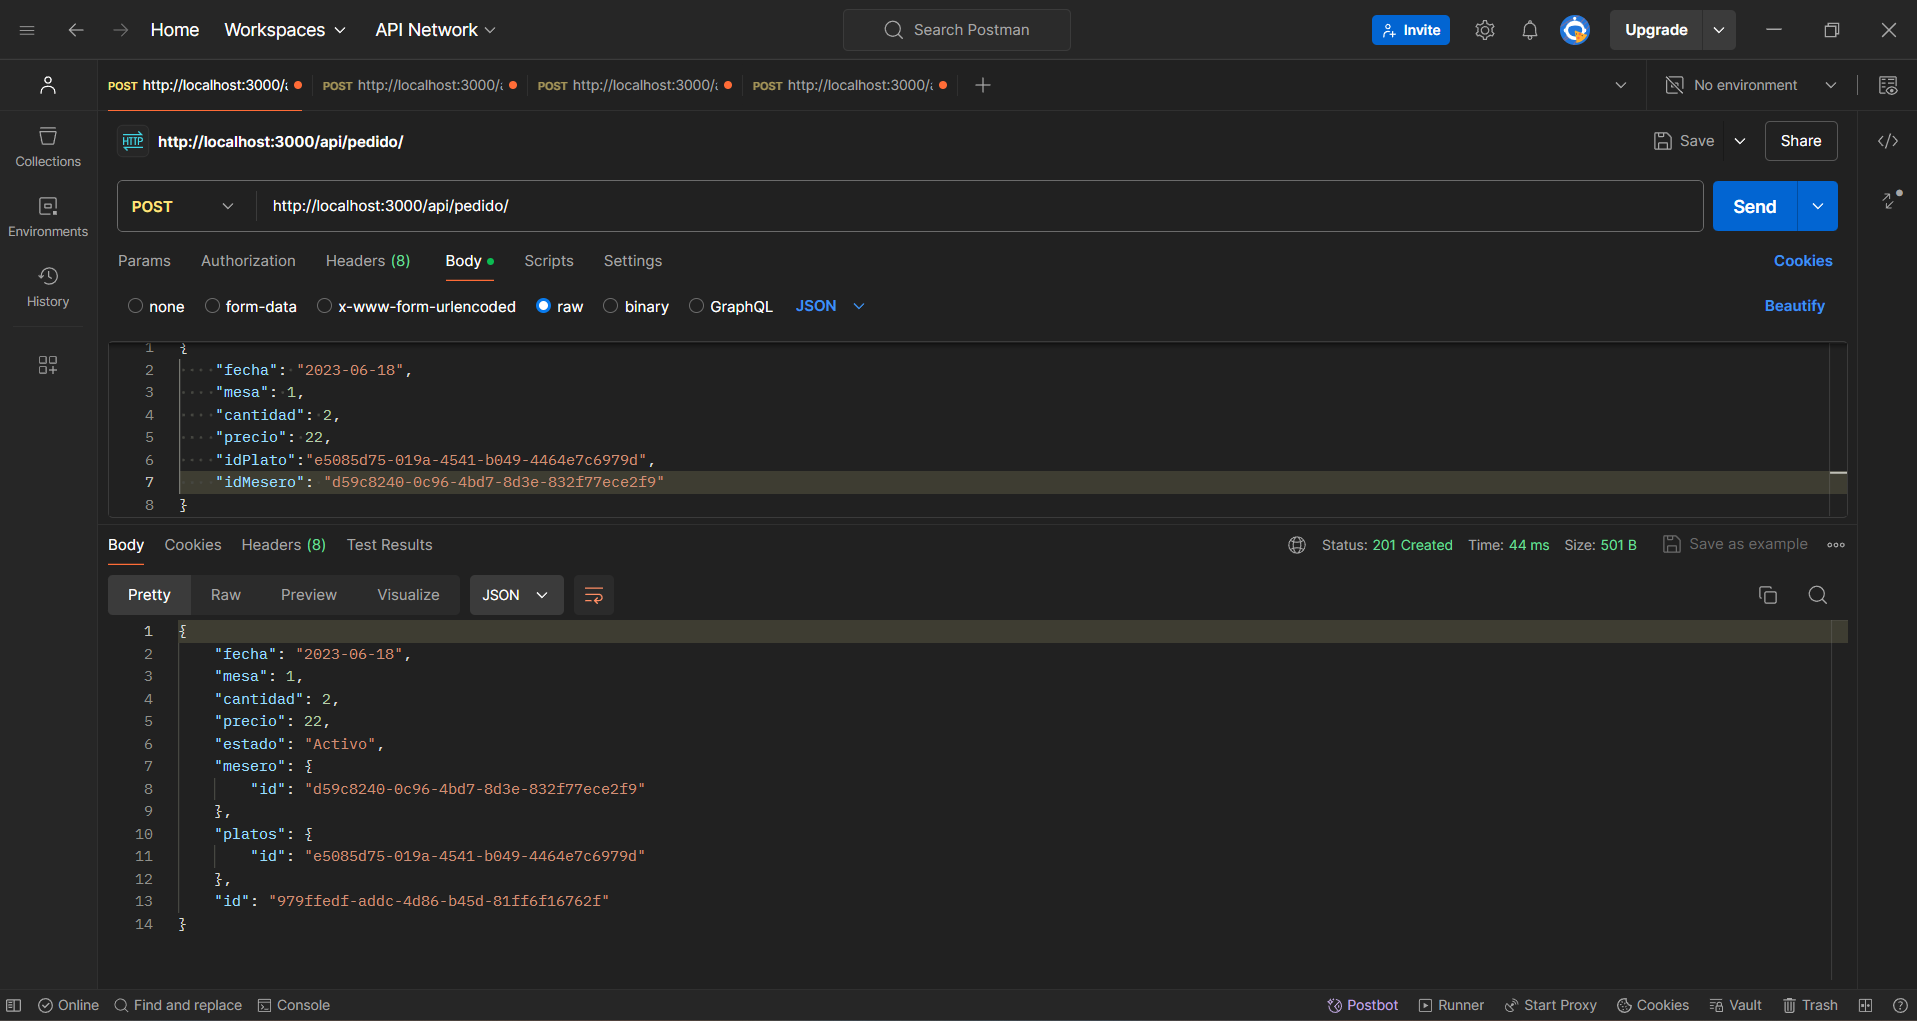 Home Workspaces API Network Search Postman Invite Upgrade
POST http://localhost:3000/a POST http://localhost:3000/a POST http://localhost:3000/a POST http://localhost:3000/a No environment
HTTP http://localhost:3000/api/pedido/ Save Share
Collections
POST http://localhost:3000/api/pedido/ Send
Environments
Params Authorization Headers (8) Body Scripts Settings Cookies
History
none form-data x-www-form-urlencoded raw binary GraphQL JSON Beautify
1 {
2 "fecha": "2023-06-18",
3 "mesa": 1,
4 "cantidad": 2,
5 "precio": 22,
6 "idPlato":"e5085d75-019a-4541-b049-4464e7c6979d",
7 "idMesero": "d59c8240-0c96-4bd7-8d3e-832f77ece2f9"
8 }
Body Cookies Headers (8) Test Results Status: 201 Created Time: 44 ms Size: 501 B Save as example
Pretty Raw Preview Visualize JSON
1 {
2 "fecha": "2023-06-18",
3 "mesa": 1,
4 "cantidad": 2,
5 "precio": 22,
6 "estado": "Activo",
7 "mesero": {
8 "id": "d59c8240-0c96-4bd7-8d3e-832f77ece2f9"
9 },
10 "platos": {
11 "id": "e5085d75-019a-4541-b049-4464e7c6979d"
12 },
13 "id": "979ffedf-addc-4d86-b45d-81ff6f16762f"
14 }
Online Find and replace Console Postbot Runner Start Proxy Cookies Vault Trash